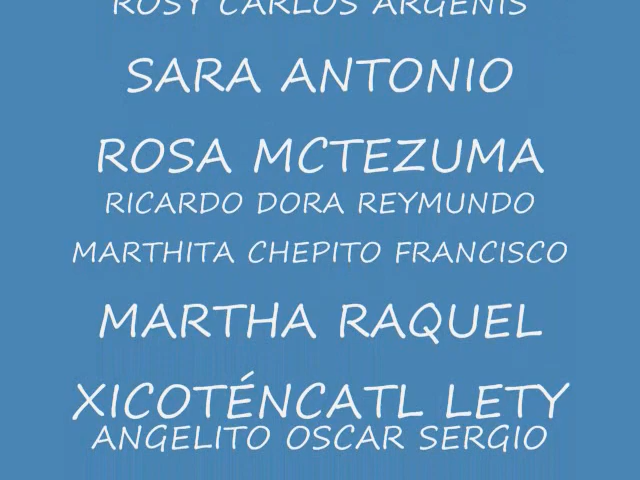 ROSY CARLOS ARGENIS
SARA ANTONIO
ROSA MCTEZUMA
RICARDO DORA REYMUNDO
MARTHITA CHEPITO FRANCISCO
MARTHA RAQUEL
XICOTÉNCATL LETY
ANGELITO OSCAR SERGIO